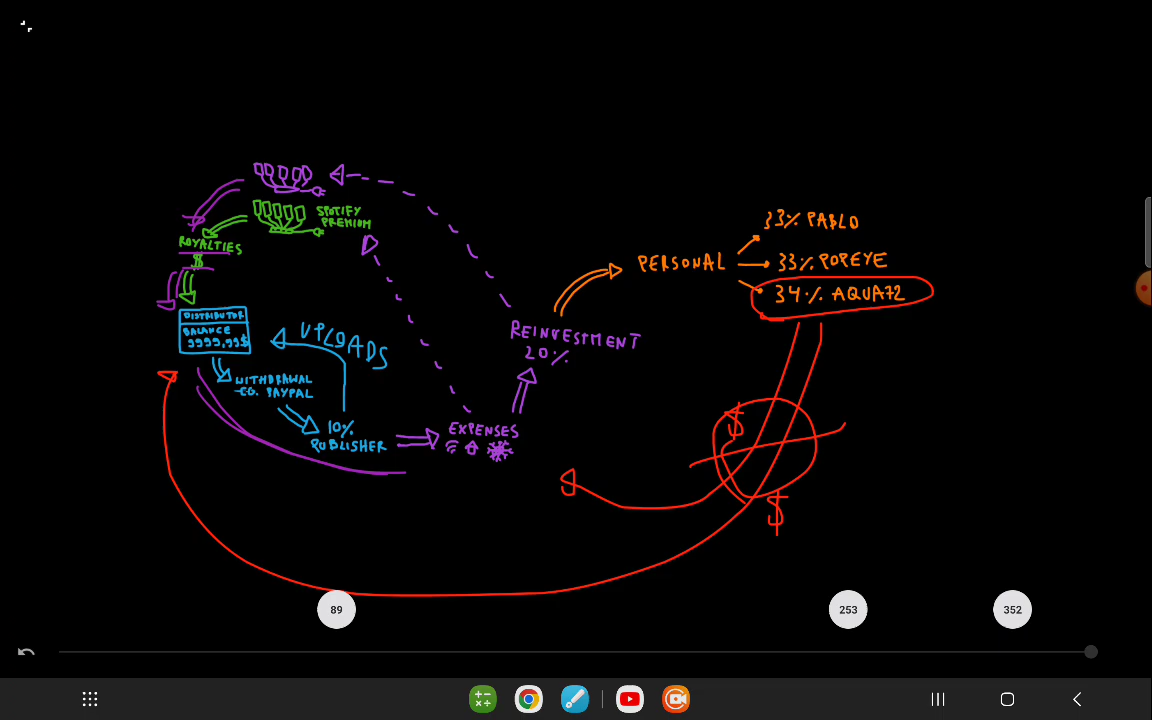 SPOTIFY
PREMIUM
ROYALTIES
$
DISTRIBUTOR
BALANCE
9999,99$
UPLOADS
WITHDRAWAL
EG. PAYPAL
10%
PUBLISHER
EXPENSES
REINVESTMENT
20%
PERSONAL
33% PABLO
33% POPEYE
34% AQUA72
$
$
89
253
352